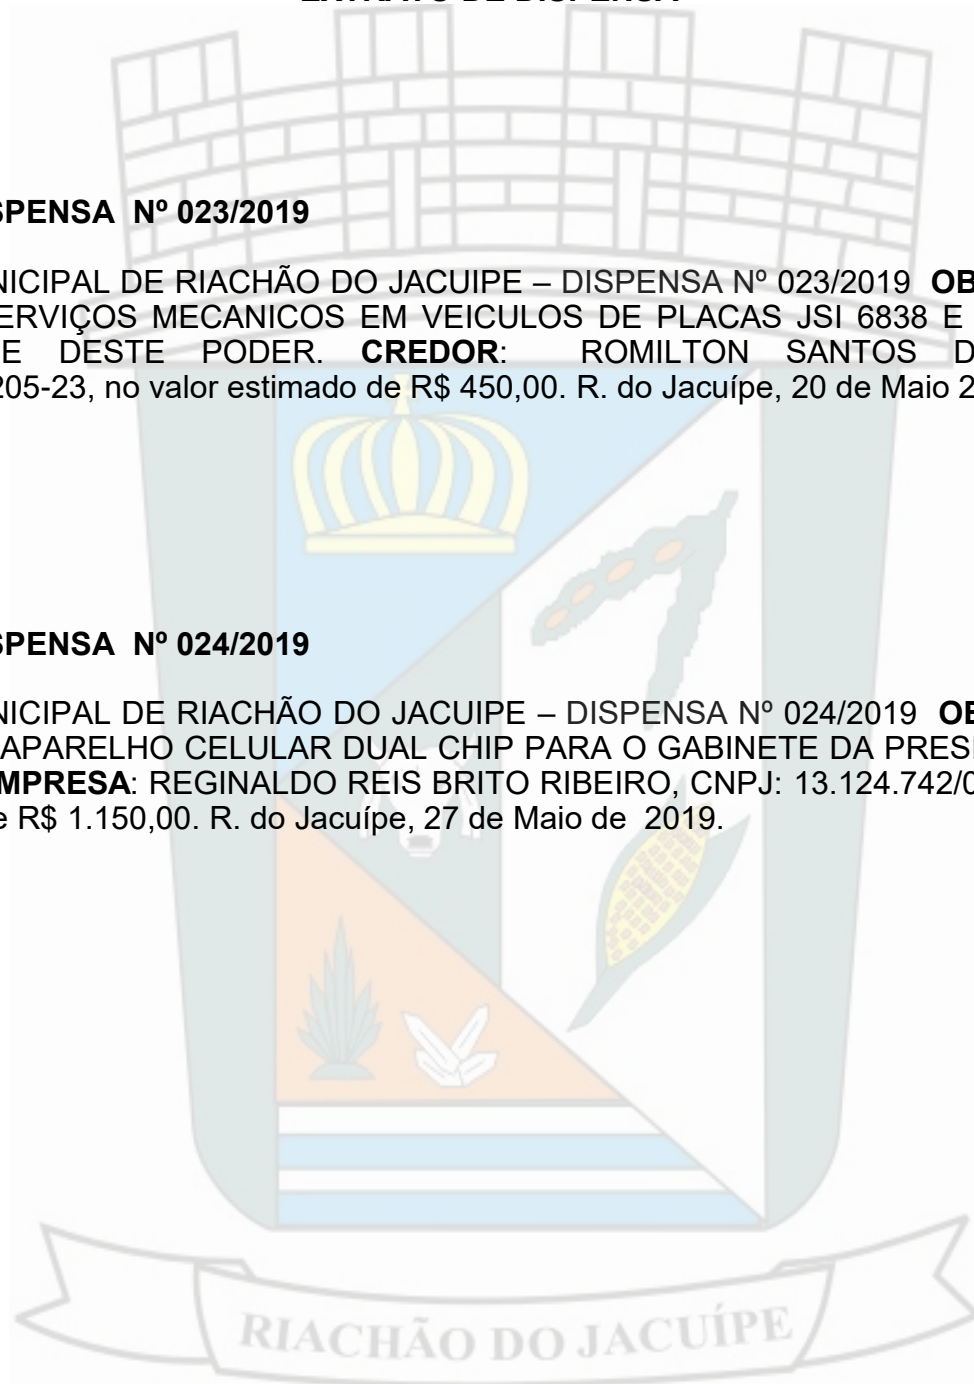 EXTRATO DE DISPENSA
SPENSA Nº 023/2019
NICIPAL DE RIACHÃO DO JACUIPE – DISPENSA Nº 023/2019 OB
ERVIÇOS MECANICOS EM VEICULOS DE PLACAS JSI 6838 E
E DESTE PODER. CREDOR: ROMILTON SANTOS D
205-23, no valor estimado de R$ 450,00. R. do Jacuípe, 20 de Maio 2
SPENSA Nº 024/2019
NICIPAL DE RIACHÃO DO JACUIPE – DISPENSA Nº 024/2019 OB
APARELHO CELULAR DUAL CHIP PARA O GABINETE DA PRES
MPRESA: REGINALDO REIS BRITO RIBEIRO, CNPJ: 13.124.742/0
e R$ 1.150,00. R. do Jacuípe, 27 de Maio de 2019.
RIACHÃO DO JACUÍPE